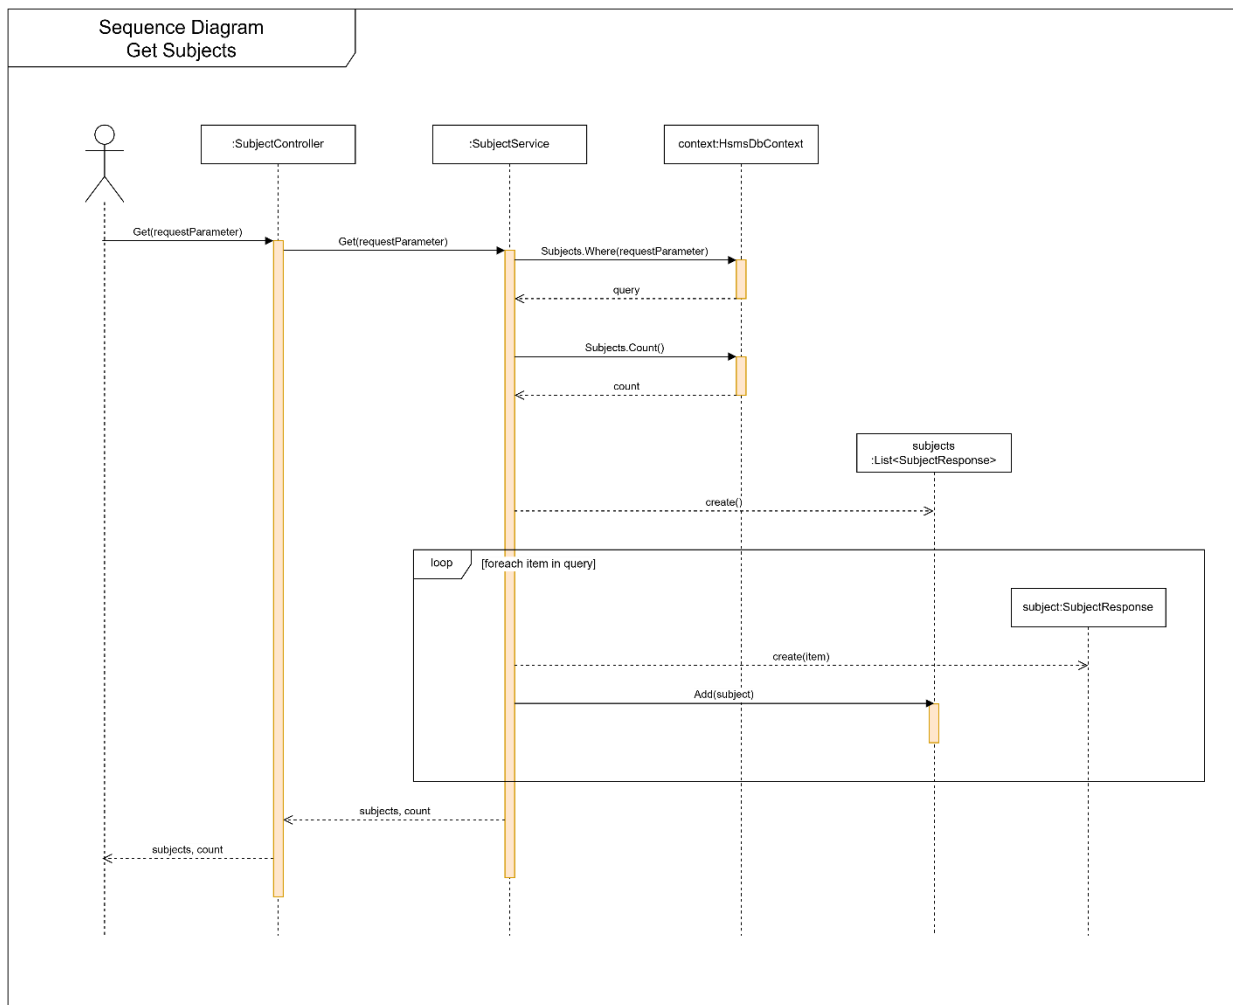 Sequence Diagram
Get Subjects
:SubjectController
:SubjectService
context:HsmsDbContext
Get(requestParameter)
Get(requestParameter)
Subjects.Where(requestParameter)
query
Subjects.Count()
count
subjects
:List<SubjectResponse>
create()
loop
[foreach item in query]
subject:SubjectResponse
create(item)
Add(subject)
subjects, count
subjects, count